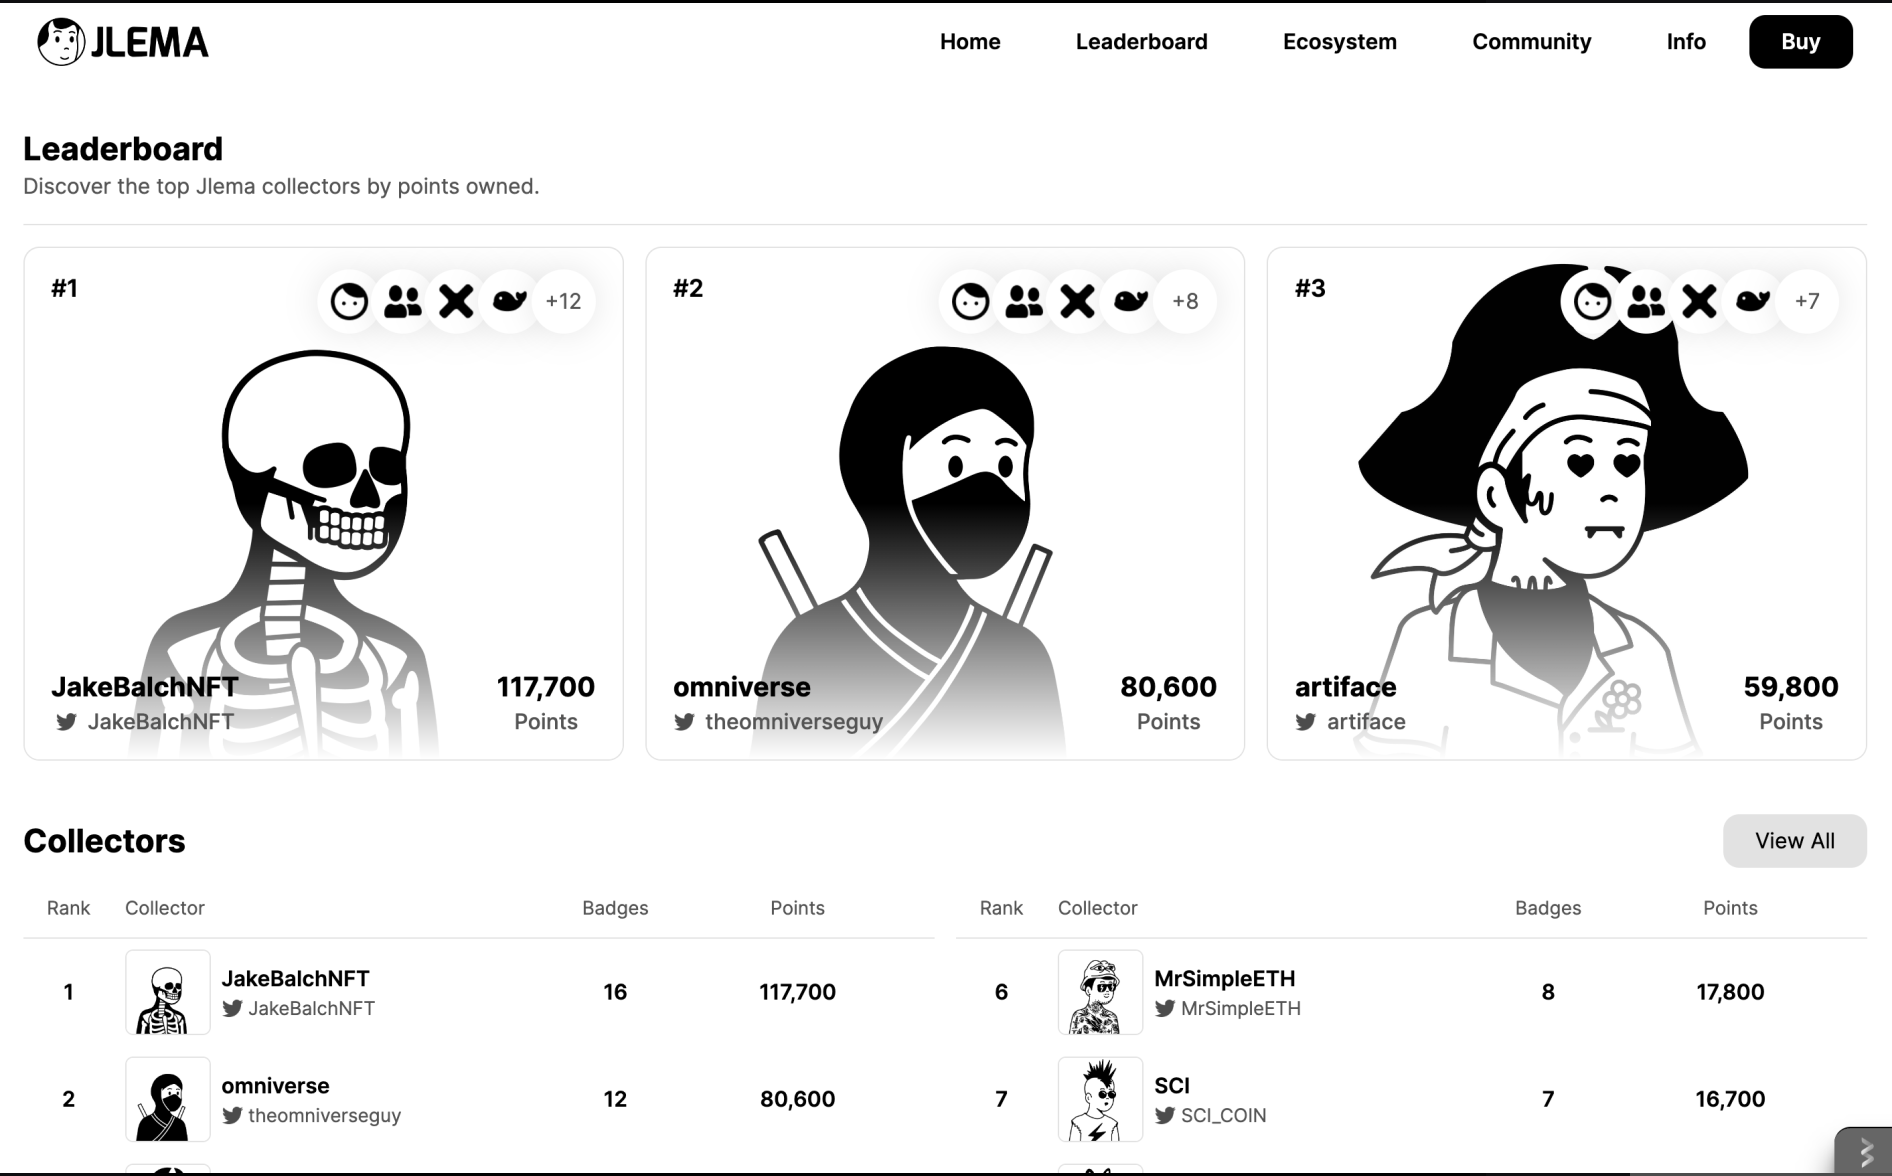 JLEMA
Home Leaderboard Ecosystem Community Info Buy
Leaderboard
Discover the top Jlema collectors by points owned.
#1 +12
JakeBalchNFT 117,700
JakeBalchNFT Points
#2 +8
omniverse 80,600
theomniverseguy Points
#3 +7
artiface 59,800
artiface Points
Collectors View All
Rank Collector Badges Points
1 JakeBalchNFT 16 117,700
JakeBalchNFT
2 omniverse 12 80,600
theomniverseguy
Rank Collector Badges Points
6 MrSimpleETH 8 17,800
MrSimpleETH
7 SCI 7 16,700
SCI_COIN